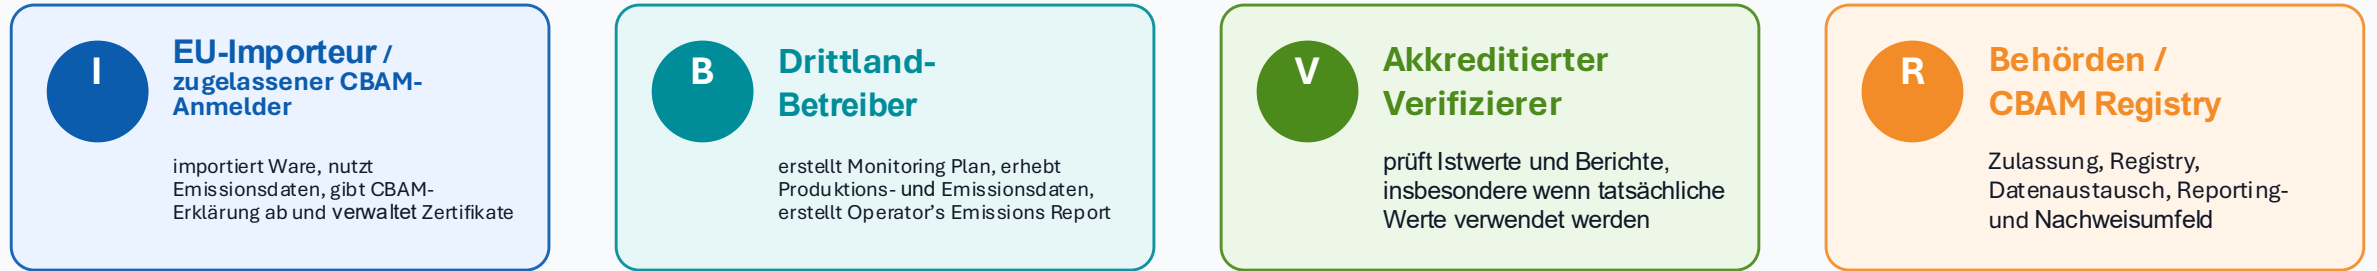 I
EU-Importeur /
zugelassener CBAM-
Anmelder
importiert Ware, nutzt
Emissionsdaten, gibt CBAM-
Erklärung ab und verwaltet Zertifikate
B
Drittland-
Betreiber
erstellt Monitoring Plan, erhebt
Produktions- und Emissionsdaten,
erstellt Operator’s Emissions Report
V
Akkreditierter
Verifizierer
prüft Istwerte und Berichte,
insbesondere wenn tatsächliche
Werte verwendet werden
R
Behörden /
CBAM Registry
Zulassung, Registry,
Datenaustausch, Reporting-
und Nachweisumfeld